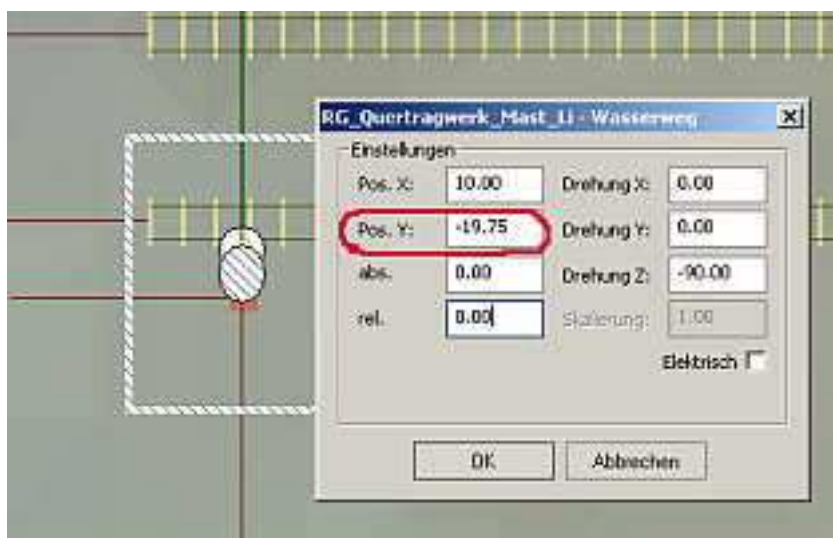 RG_Quertragwerk_Mast_Li - Wasserweg
Einstellungen
Pos. X: 10.00 Drehung X: 0.00
Pos. Y: -19.75 Drehung Y: 0.00
abs. 0.00 Drehung Z: -90.00
rel. 0.00 Skalierung: 1.00
Elektrisch
OK Abbrechen